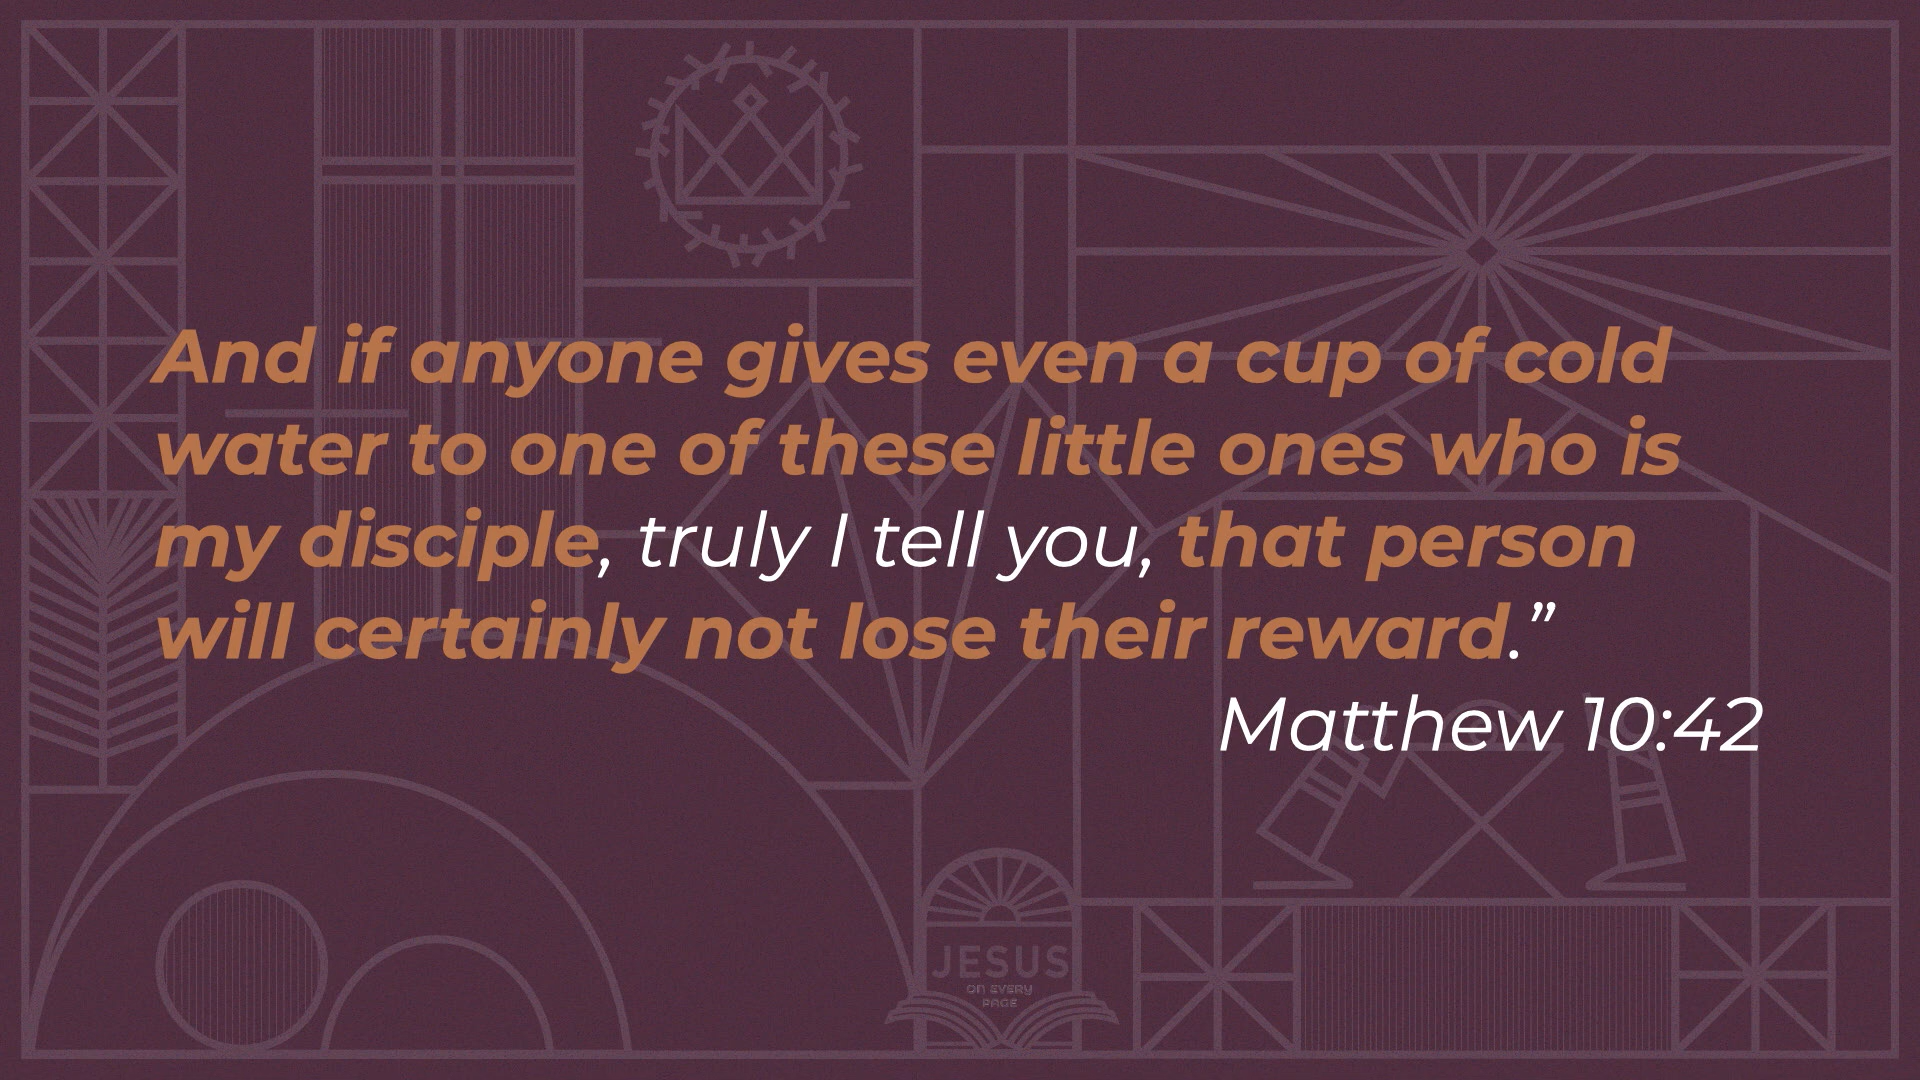 And if anyone gives even a cup of cold
water to one of these little ones who is
my disciple, truly I tell you, that person
will certainly not lose their reward.”
Matthew 10:42
JESUS
ON EVERY
PAGE